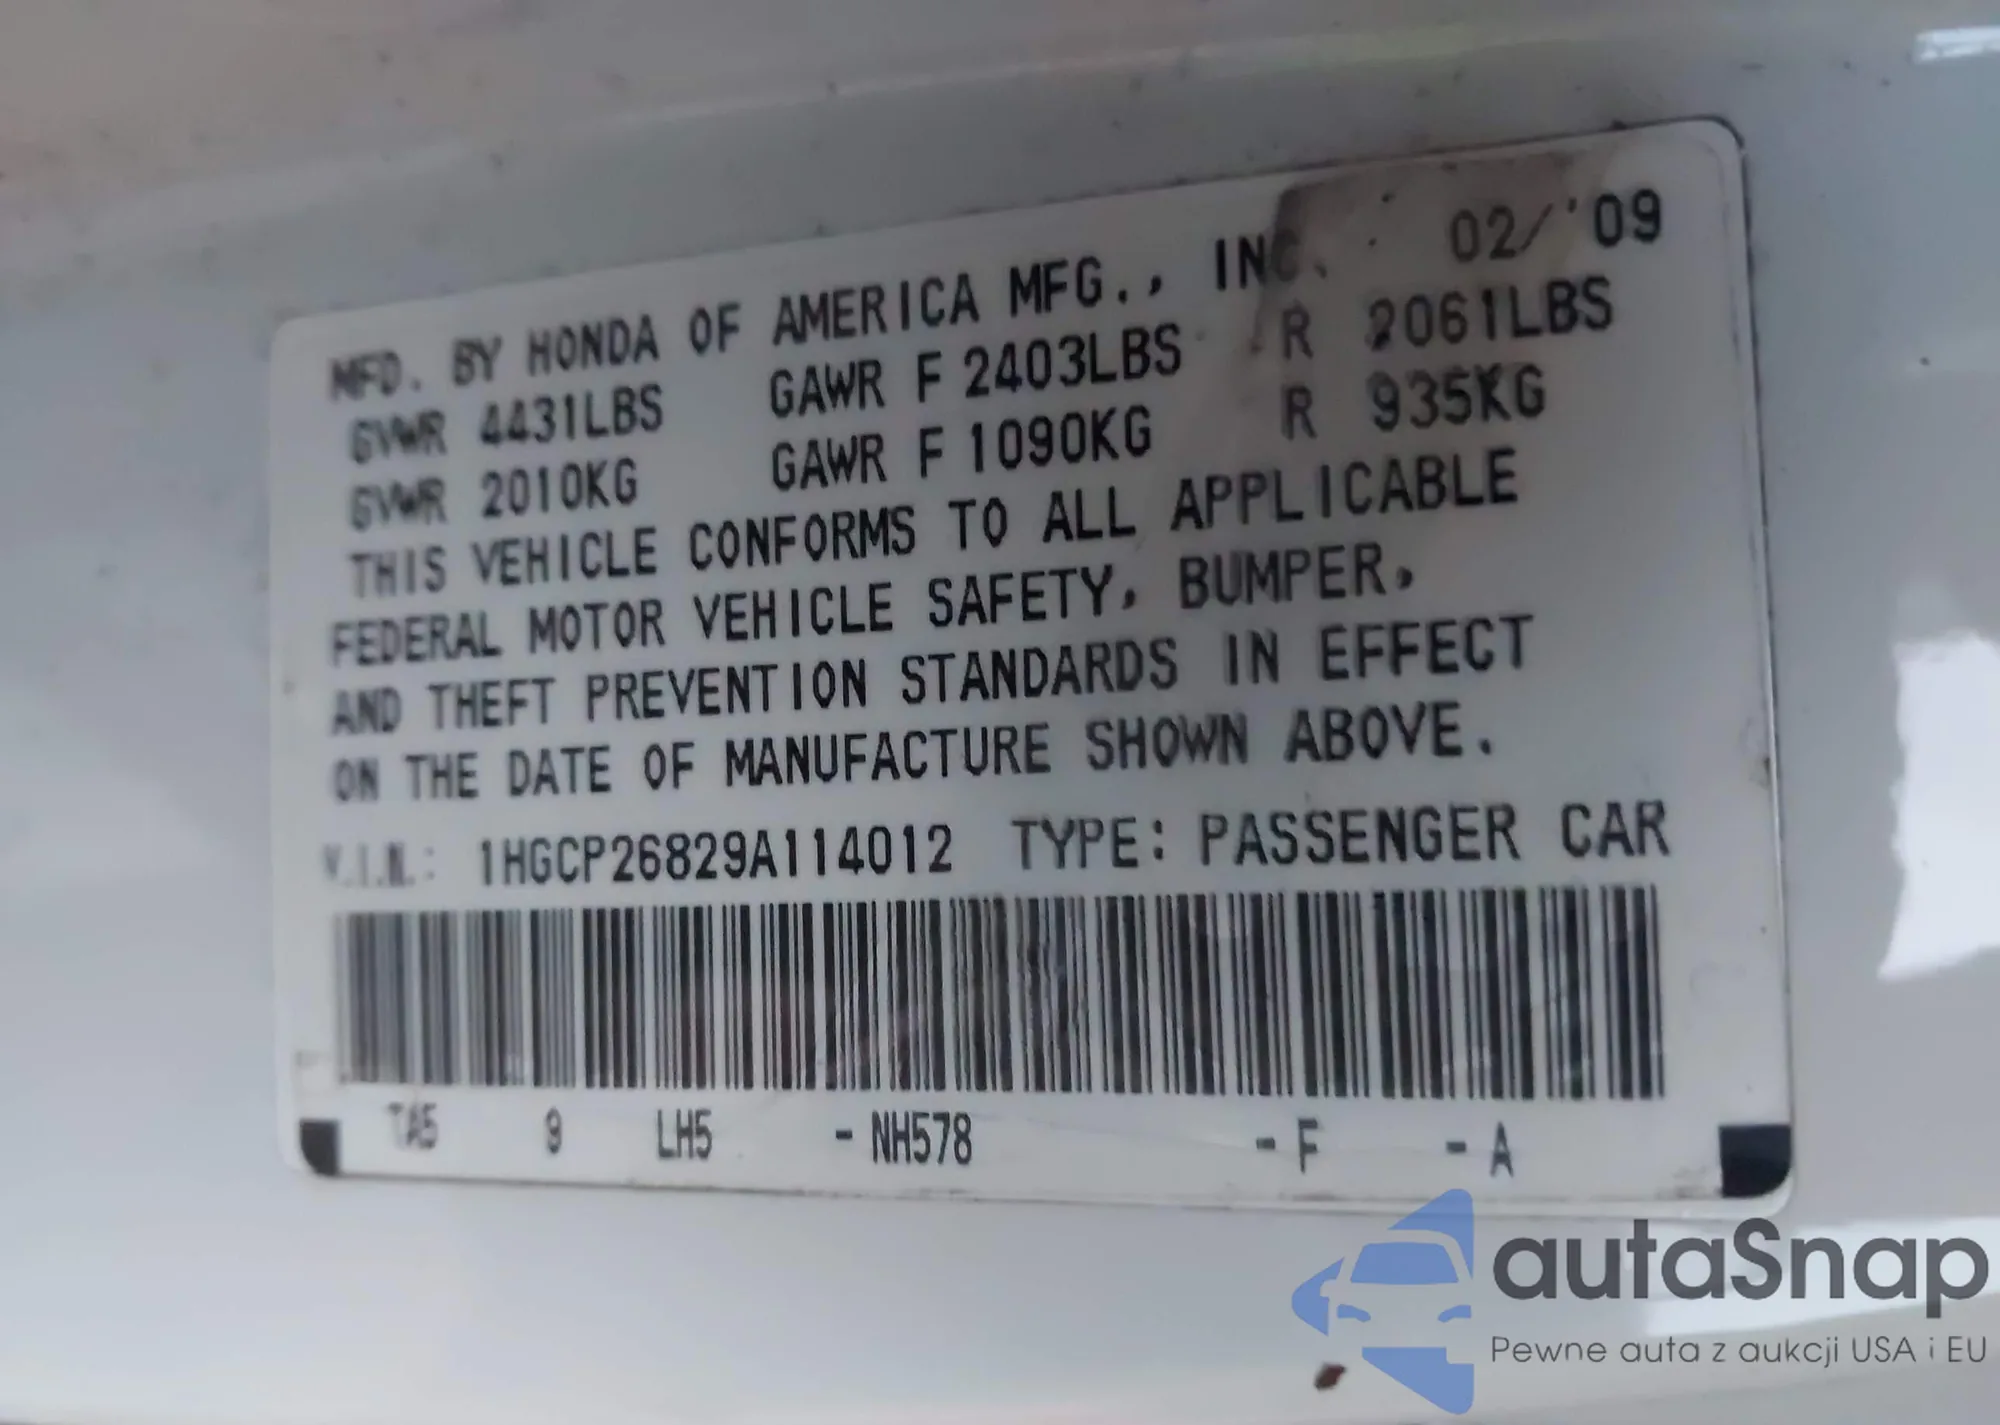 MFD. BY HONDA OF AMERICA MFG., INC. 02/'09
GVWR 4431LBS GAWR F 2403LBS R 2061LBS
GVWR 2010KG GAWR F 1090KG R 935KG
THIS VEHICLE CONFORMS TO ALL APPLICABLE
FEDERAL MOTOR VEHICLE SAFETY, BUMPER,
AND THEFT PREVENTION STANDARDS IN EFFECT
ON THE DATE OF MANUFACTURE SHOWN ABOVE.
V.I.N.: 1HGCP26829A114012 TYPE: PASSENGER CAR
TA5 9 LH5 - NH578 - F - A
autaSnap
Pewne auta z aukcji USA i EU